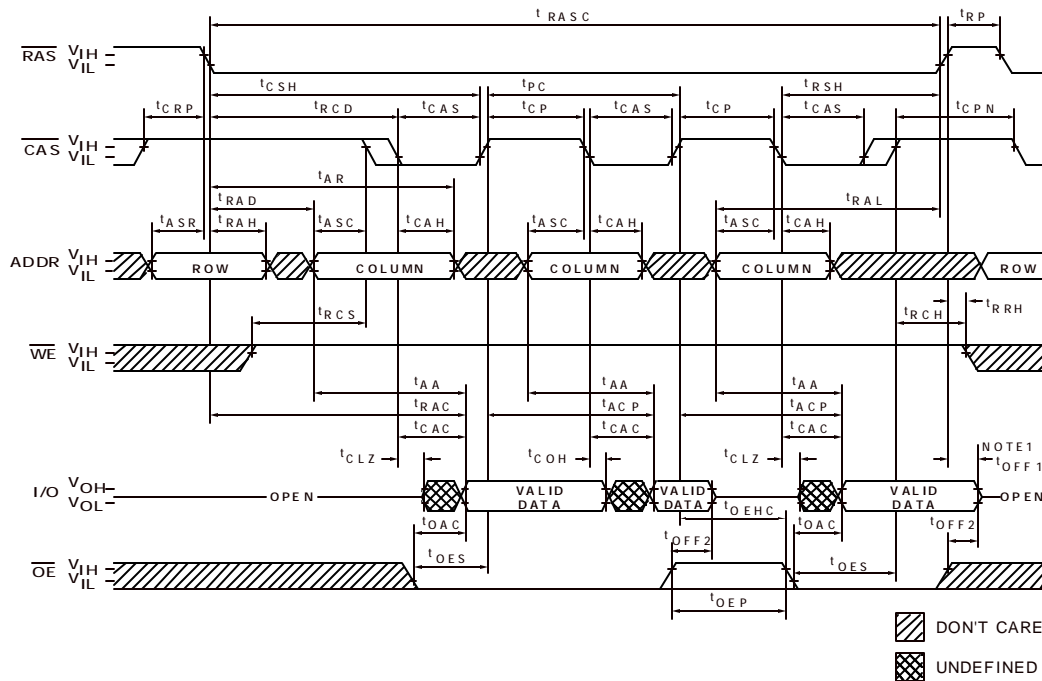 t RASC
t RP
RAS VIH
VIL
tCSH
tPC
tRSH
tCRP
tRCD
tCAS
tCP
tCAS
tCP
tCAS
tCPN
CAS VIH
VIL
tAR
tRAD
tRAL
tASR
tRAH
tASC
tCAH
tASC
tCAH
tASC
tCAH
ADDR VIH
VIL
ROW
COLUMN
COLUMN
COLUMN
ROW
tRCS
tRCH
tRRH
WE VIH
VIL
tAA
tAA
tAA
tRAC
tACP
tACP
tCAC
tCAC
tCAC
tCLZ
tCOH
tCLZ
NOTE1
tOFF1
I/O VOH
VOL
OPEN
VALID
DATA
VALID
DATA
VALID
DATA
OPEN
tOEHC
tOAC
tOFF2
tOAC
tOFF2
tOES
tOES
OE VIH
VIL
tOEP
DON'T CARE
UNDEFINED